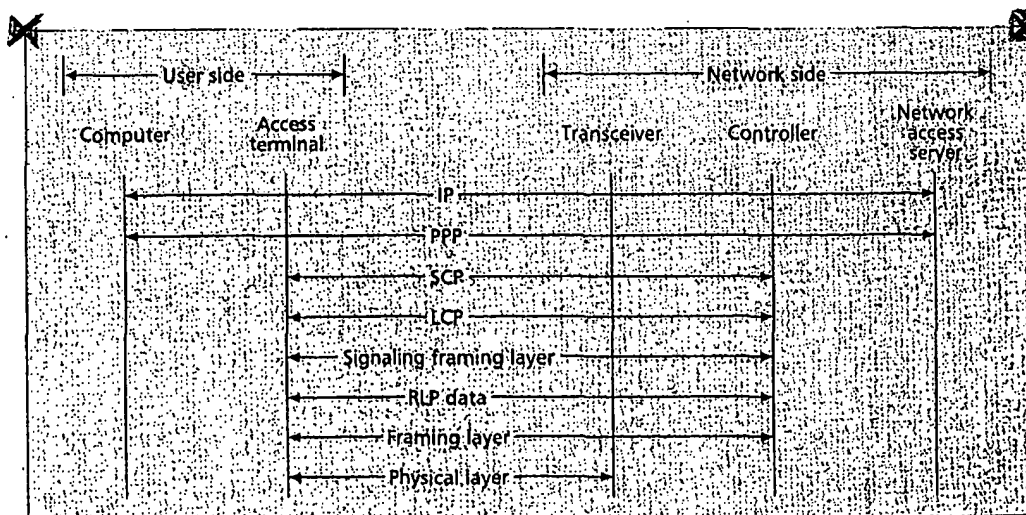 User side
Network side
Computer
Access
terminal
Transceiver
Controller
Network
access
server
IP
PPP
SCP
LCP
Signaling framing layer
RLP data
Framing layer
Physical layer